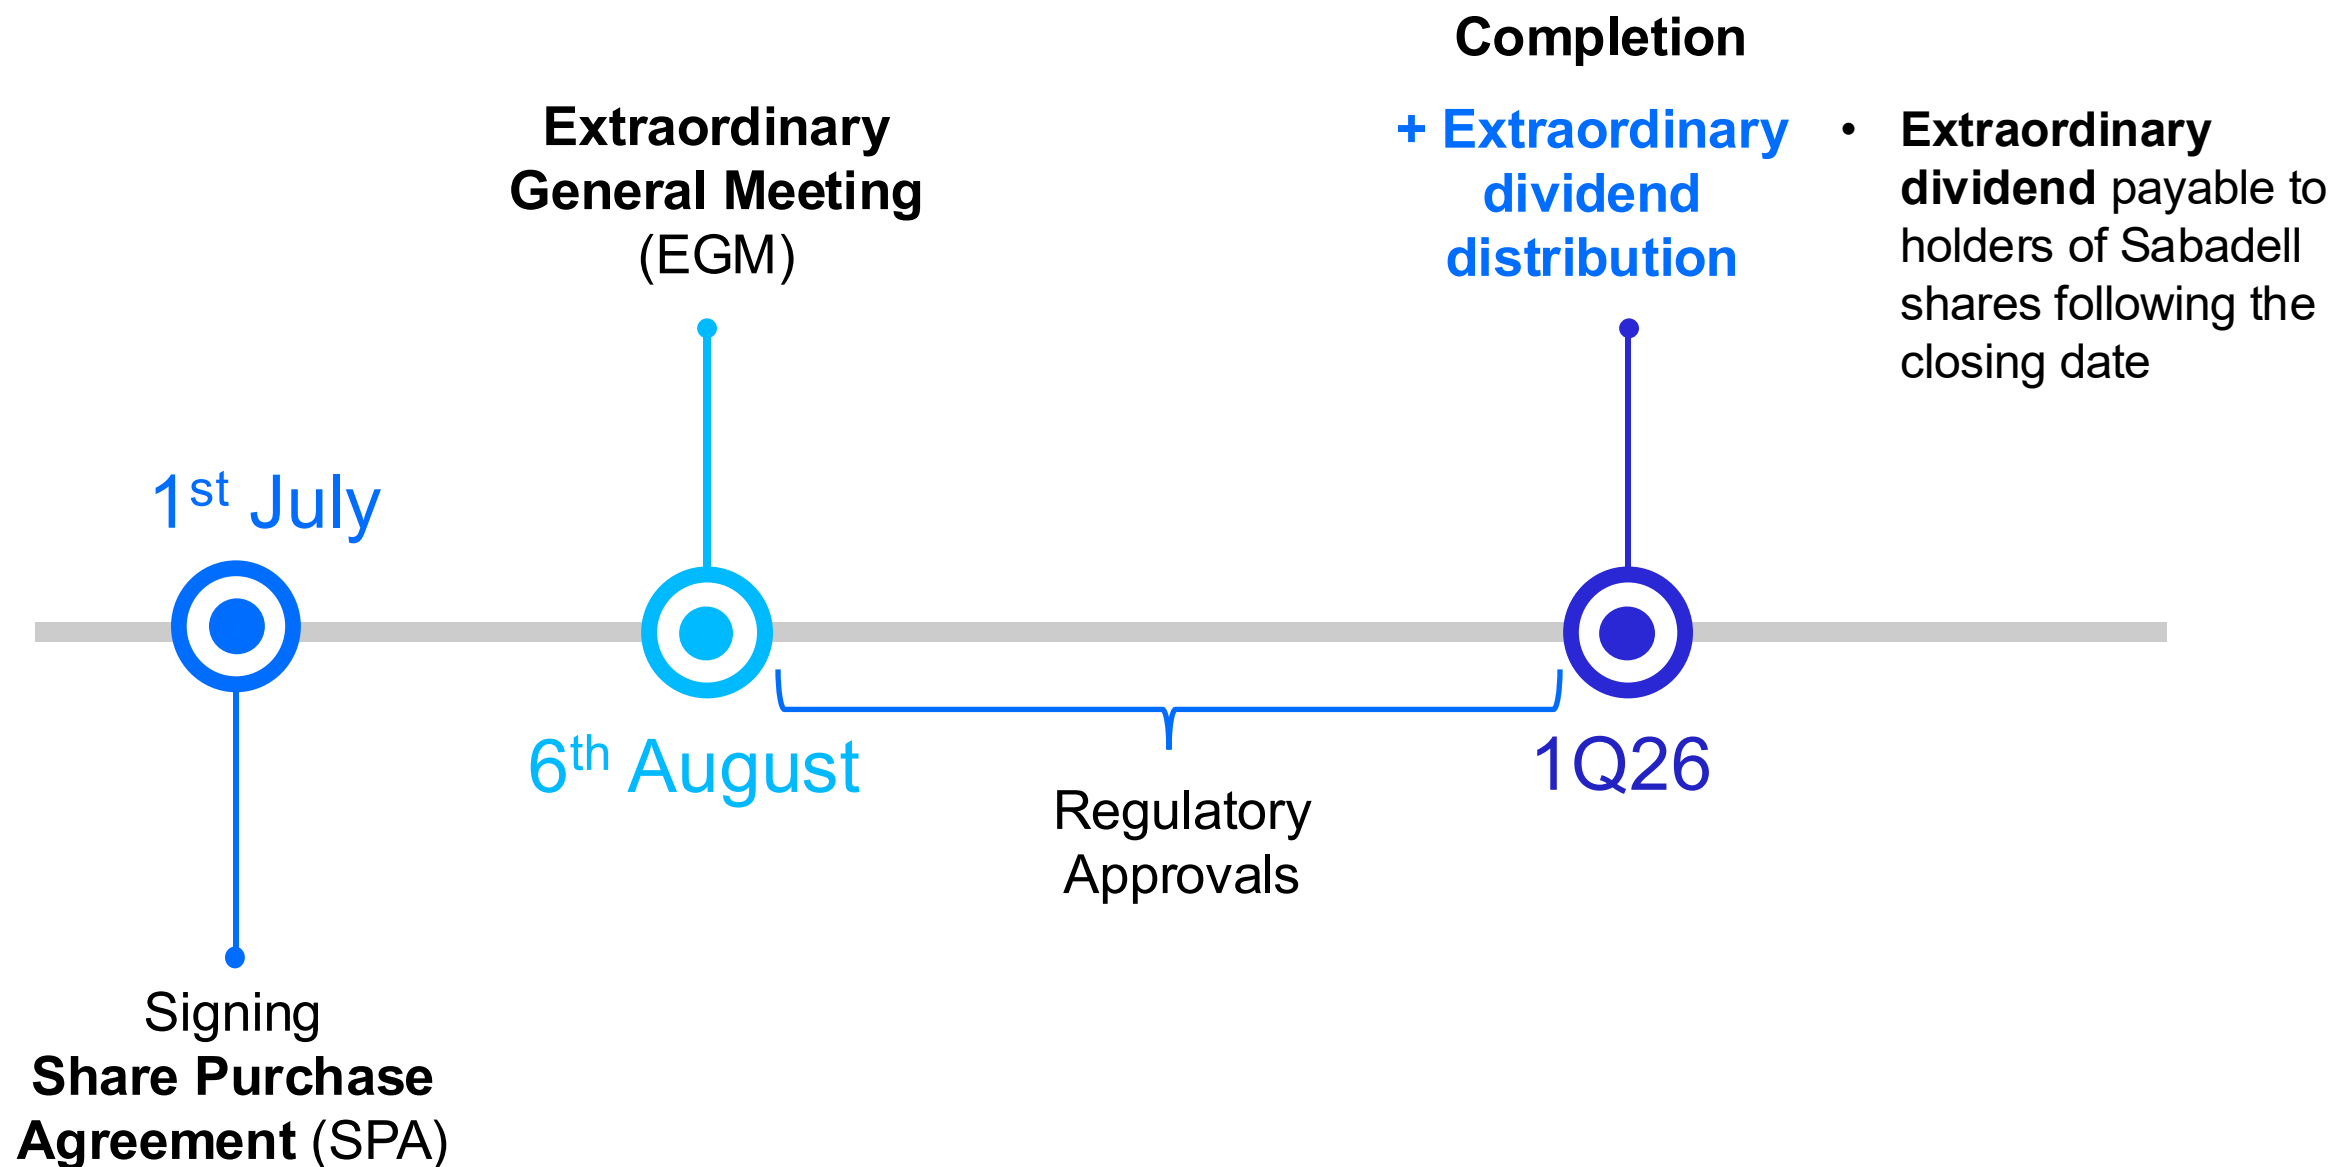 Completion
+ Extraordinary
dividend
distribution
• Extraordinary
dividend payable to
holders of Sabadell
shares following the
closing date
Extraordinary
General Meeting
(EGM)
1st July
6th August
1Q26
Regulatory
Approvals
Signing
Share Purchase
Agreement (SPA)